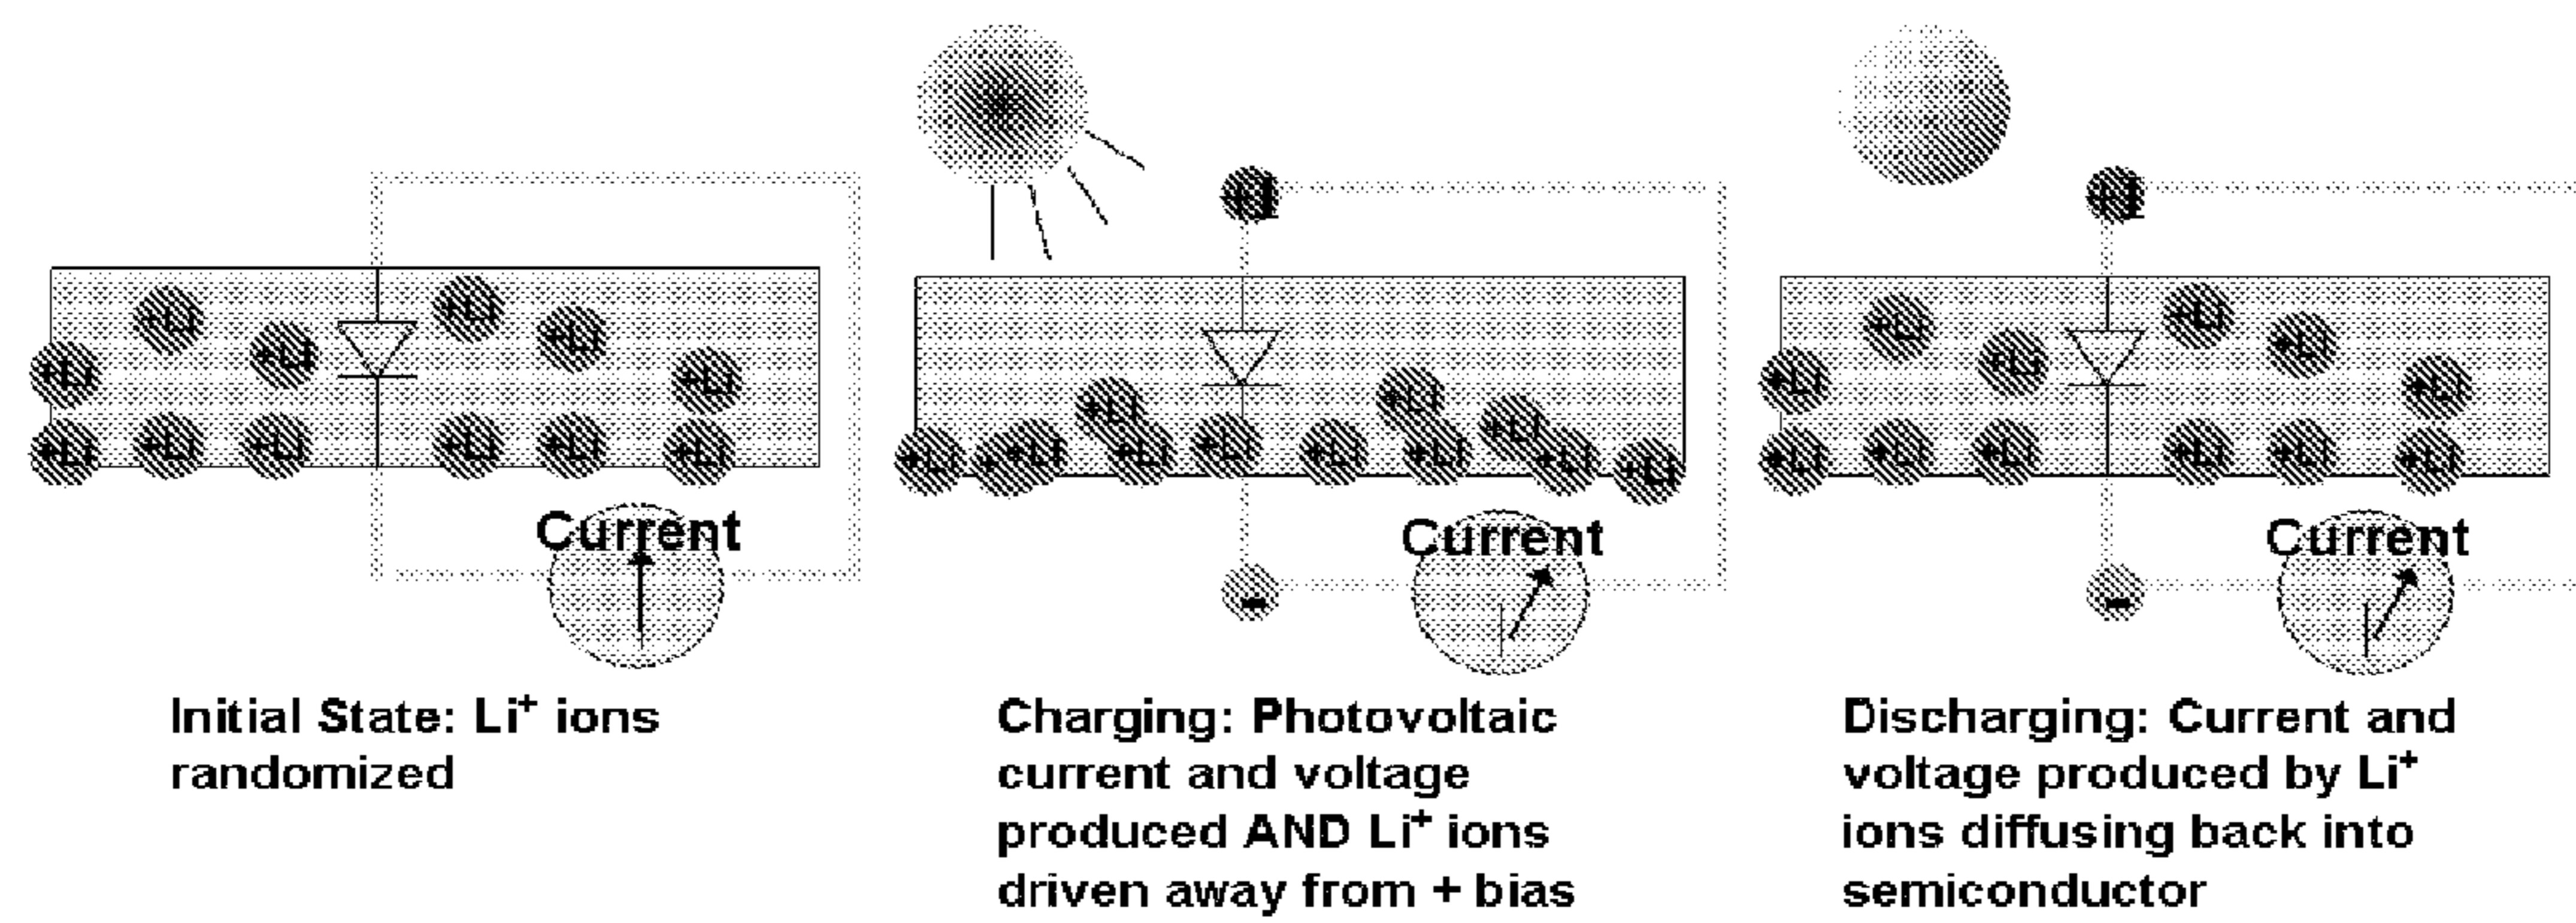 +Li +Li +Li +Li +Li +Li
+Li +Li +Li +Li +Li +Li
Current
Initial State: Li⁺ ions
randomized
+Li +Li +Li
+Li + +Li +Li +Li +Li +Li +Li +Li
-
Current
Charging: Photovoltaic
current and voltage
produced AND Li⁺ ions
driven away from + bias
+Li +Li +Li +Li +Li +Li
+Li +Li +Li +Li +Li +Li
-
Current
Discharging: Current and
voltage produced by Li⁺
ions diffusing back into
semiconductor